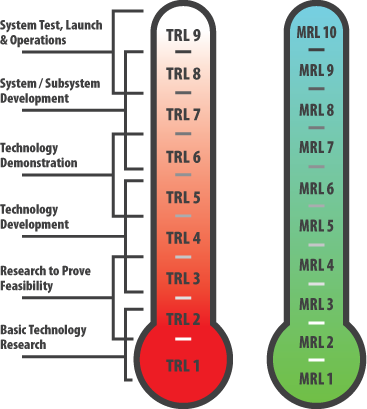 System Test, Launch
& Operations
System / Subsystem
Development
Technology
Demonstration
Technology
Development
Research to Prove
Feasibility
Basic Technology
Research
TRL 9
TRL 8
TRL 7
TRL 6
TRL 5
TRL 4
TRL 3
TRL 2
TRL 1
MRL 10
MRL 9
MRL 8
MRL 7
MRL 6
MRL 5
MRL 4
MRL 3
MRL 2
MRL 1